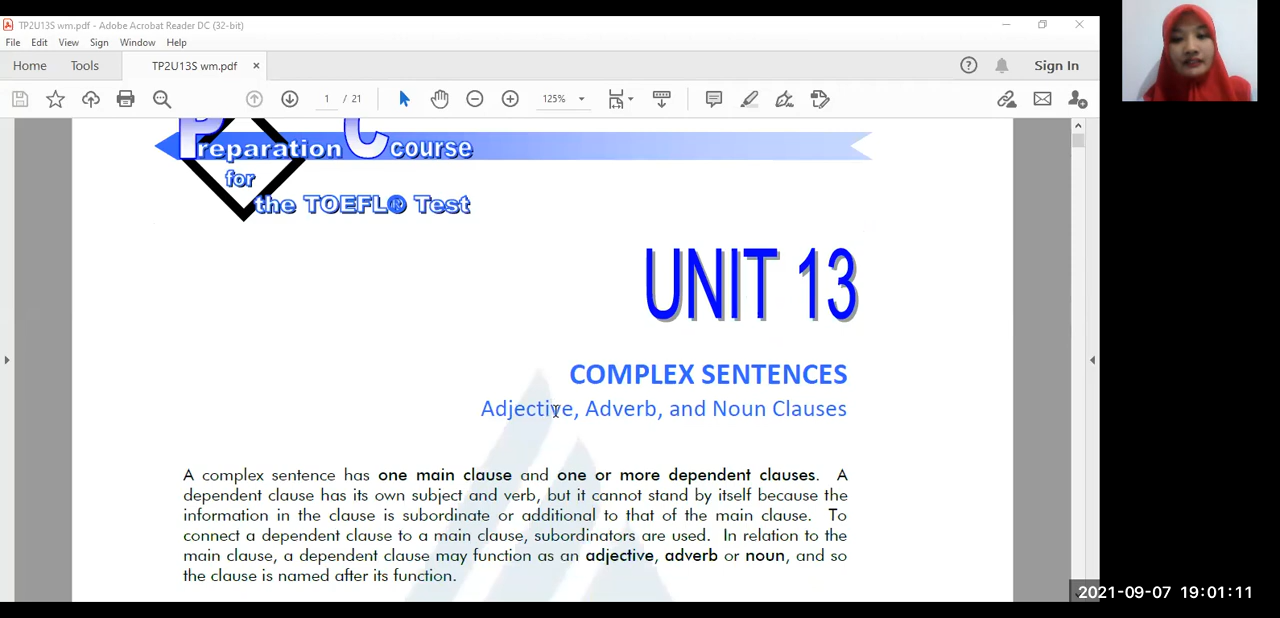 TP2U13S wm.pdf - Adobe Acrobat Reader DC (32-bit)
File Edit View Sign Window Help
Home Tools TP2U13S wm.pdf × Sign In
1 / 21 125%
Preparation Course
for
the TOEFL® Test
UNIT 13
COMPLEX SENTENCES
Adjective, Adverb, and Noun Clauses
A complex sentence has one main clause and one or more dependent clauses. A
dependent clause has its own subject and verb, but it cannot stand by itself because the
information in the clause is subordinate or additional to that of the main clause. To
connect a dependent clause to a main clause, subordinators are used. In relation to the
main clause, a dependent clause may function as an adjective, adverb or noun, and so
the clause is named after its function.
2021-09-07 19:01:11